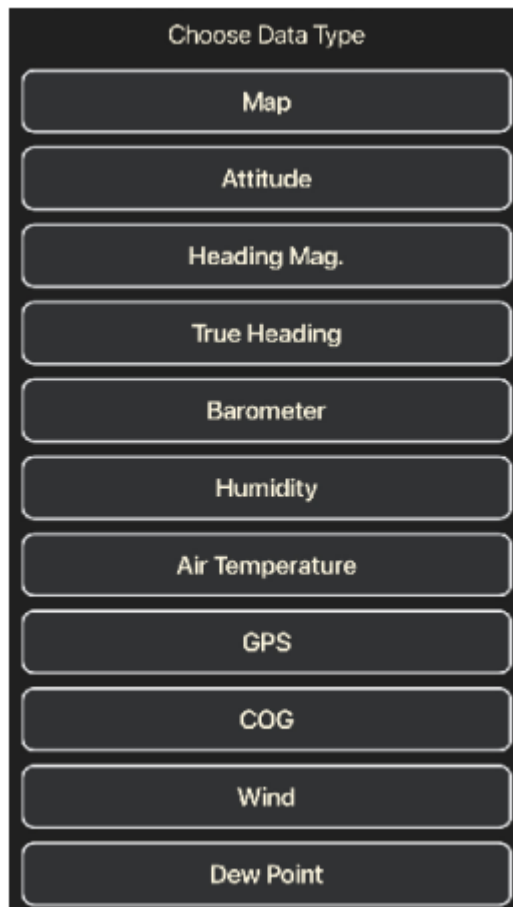 Choose Data Type
Map
Attitude
Heading Mag.
True Heading
Barometer
Humidity
Air Temperature
GPS
COG
Wind
Dew Point